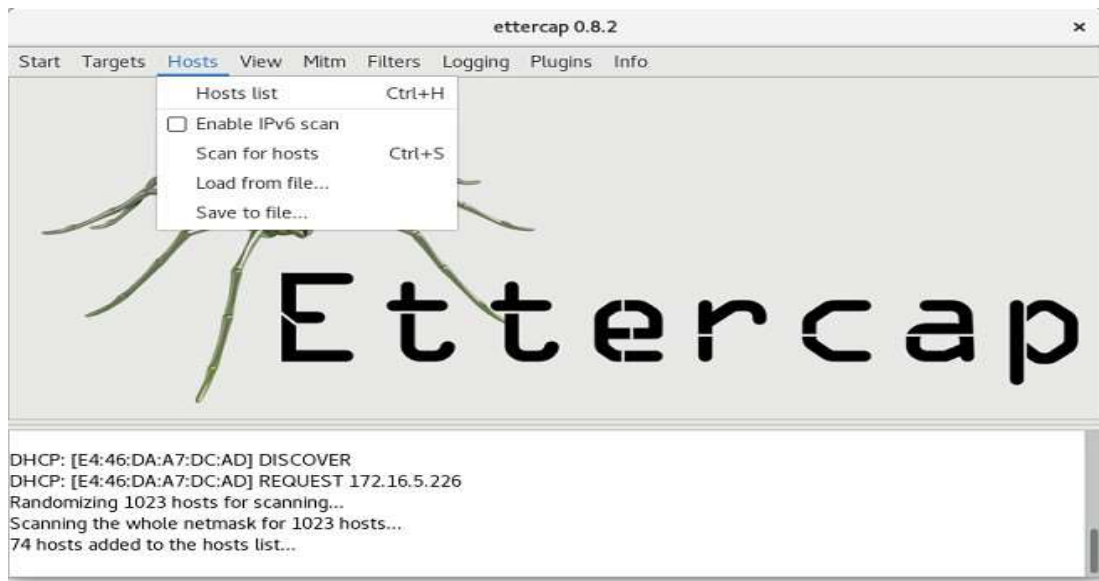 ettercap 0.8.2 ×
Start Targets Hosts View Mitm Filters Logging Plugins Info
Hosts list Ctrl+H
Enable IPv6 scan
Scan for hosts Ctrl+S
Load from file...
Save to file...
Ettercap
DHCP: [E4:46:DA:A7:DC:AD] DISCOVER
DHCP: [E4:46:DA:A7:DC:AD] REQUEST 172.16.5.226
Randomizing 1023 hosts for scanning...
Scanning the whole netmask for 1023 hosts...
74 hosts added to the hosts list...